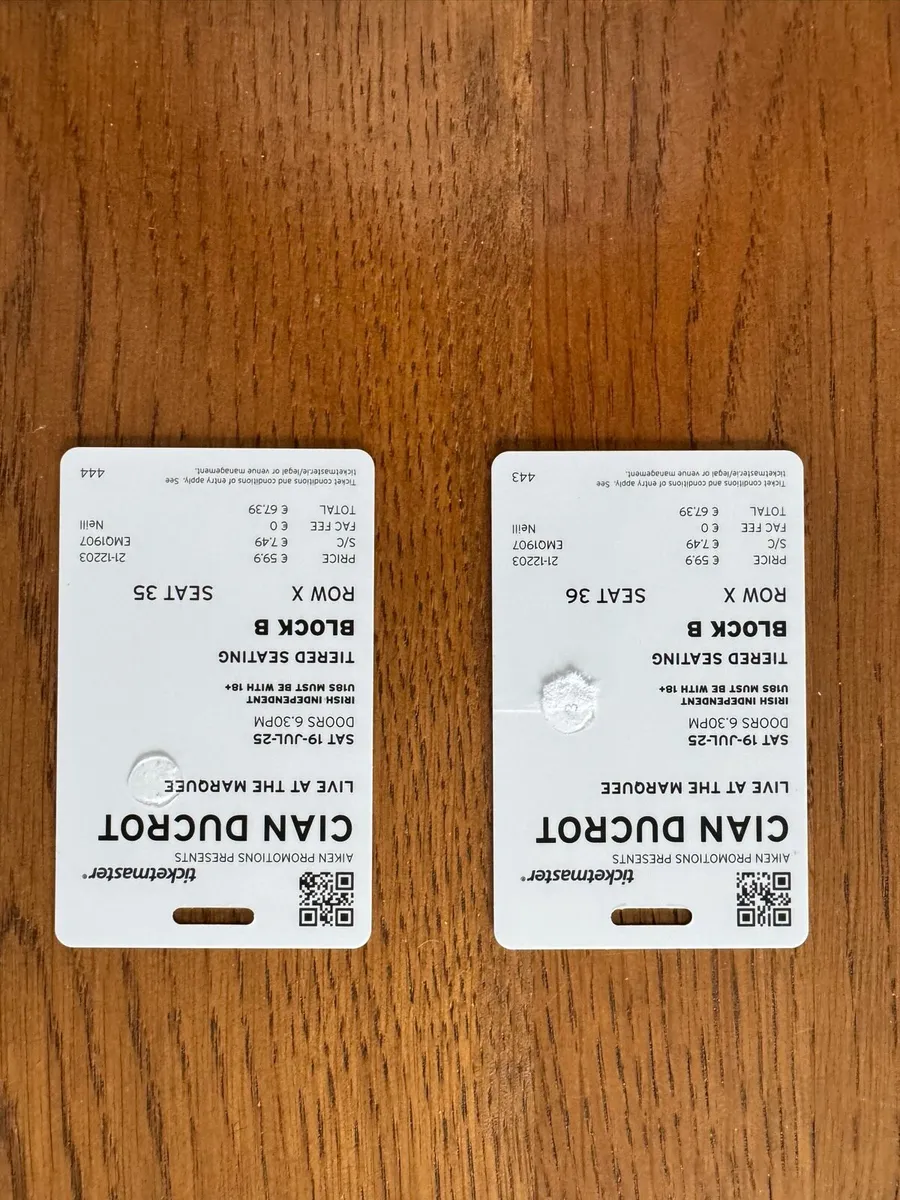 ticketmaster®
AIKEN PROMOTIONS PRESENTS
CIAN DUCROT
LIVE AT THE MARQUEE
SAT 19-JUL-25
DOORS 6.30PM
IRISH INDEPENDENT
U18S MUST BE WITH 18+
TIERED SEATING
BLOCK B
ROW X SEAT 36
PRICE € 59.9 21-12203
S/C € 7.49 EMQ1907
FAC FEE € 0 Neill
TOTAL € 67.39
Ticket conditions and conditions of entry apply. See
ticketmaster.ie/legal or venue management. 443
ticketmaster®
AIKEN PROMOTIONS PRESENTS
CIAN DUCROT
LIVE AT THE MARQUEE
SAT 19-JUL-25
DOORS 6.30PM
IRISH INDEPENDENT
U18S MUST BE WITH 18+
TIERED SEATING
BLOCK B
ROW X SEAT 35
PRICE € 59.9 21-12203
S/C € 7.49 EMQ1907
FAC FEE € 0 Neill
TOTAL € 67.39
Ticket conditions and conditions of entry apply. See
ticketmaster.ie/legal or venue management. 444